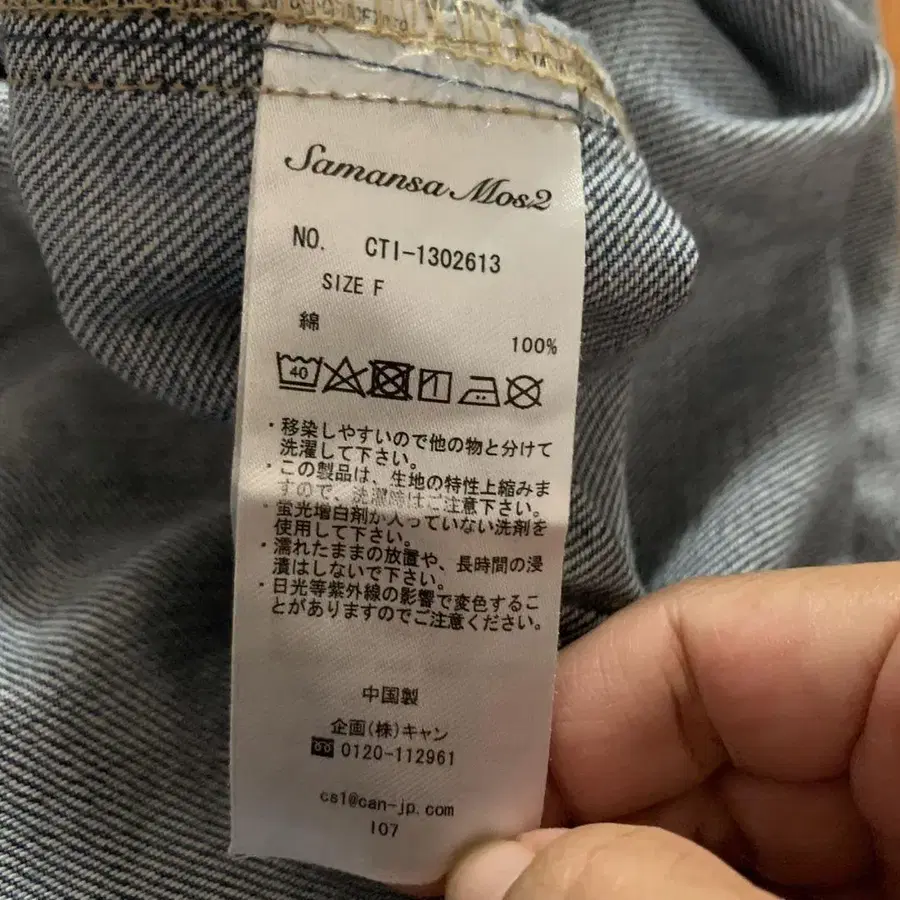 Samansa Mos2
NO. CTI-1302613
SIZE F
綿 100%
40
・移染しやすいので他の物と分けて
洗濯して下さい。
・この製品は、生地の特性上縮みま
すので、洗濯際はご注意下さい。
・蛍光増白剤が入っていない洗剤を
使用して下さい。
・濡れたままの放置や、長時間の浸
漬はしないで下さい。
・日光等紫外線の影響で変色するこ
とがありますのでご注意ください。
中国製
企画(株)キャン
0120-112961
cs1@can-jp.com
I07